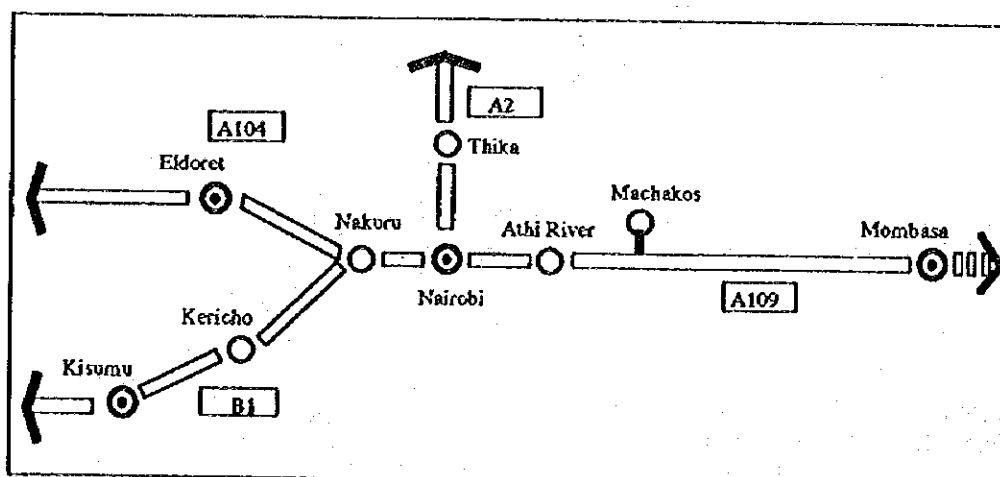 A2
A104
Thika
Eldoret
Machakos
Nakuru
Athi River
Mombasa
Nairobi
A109
Kericho
Kisumu
B1